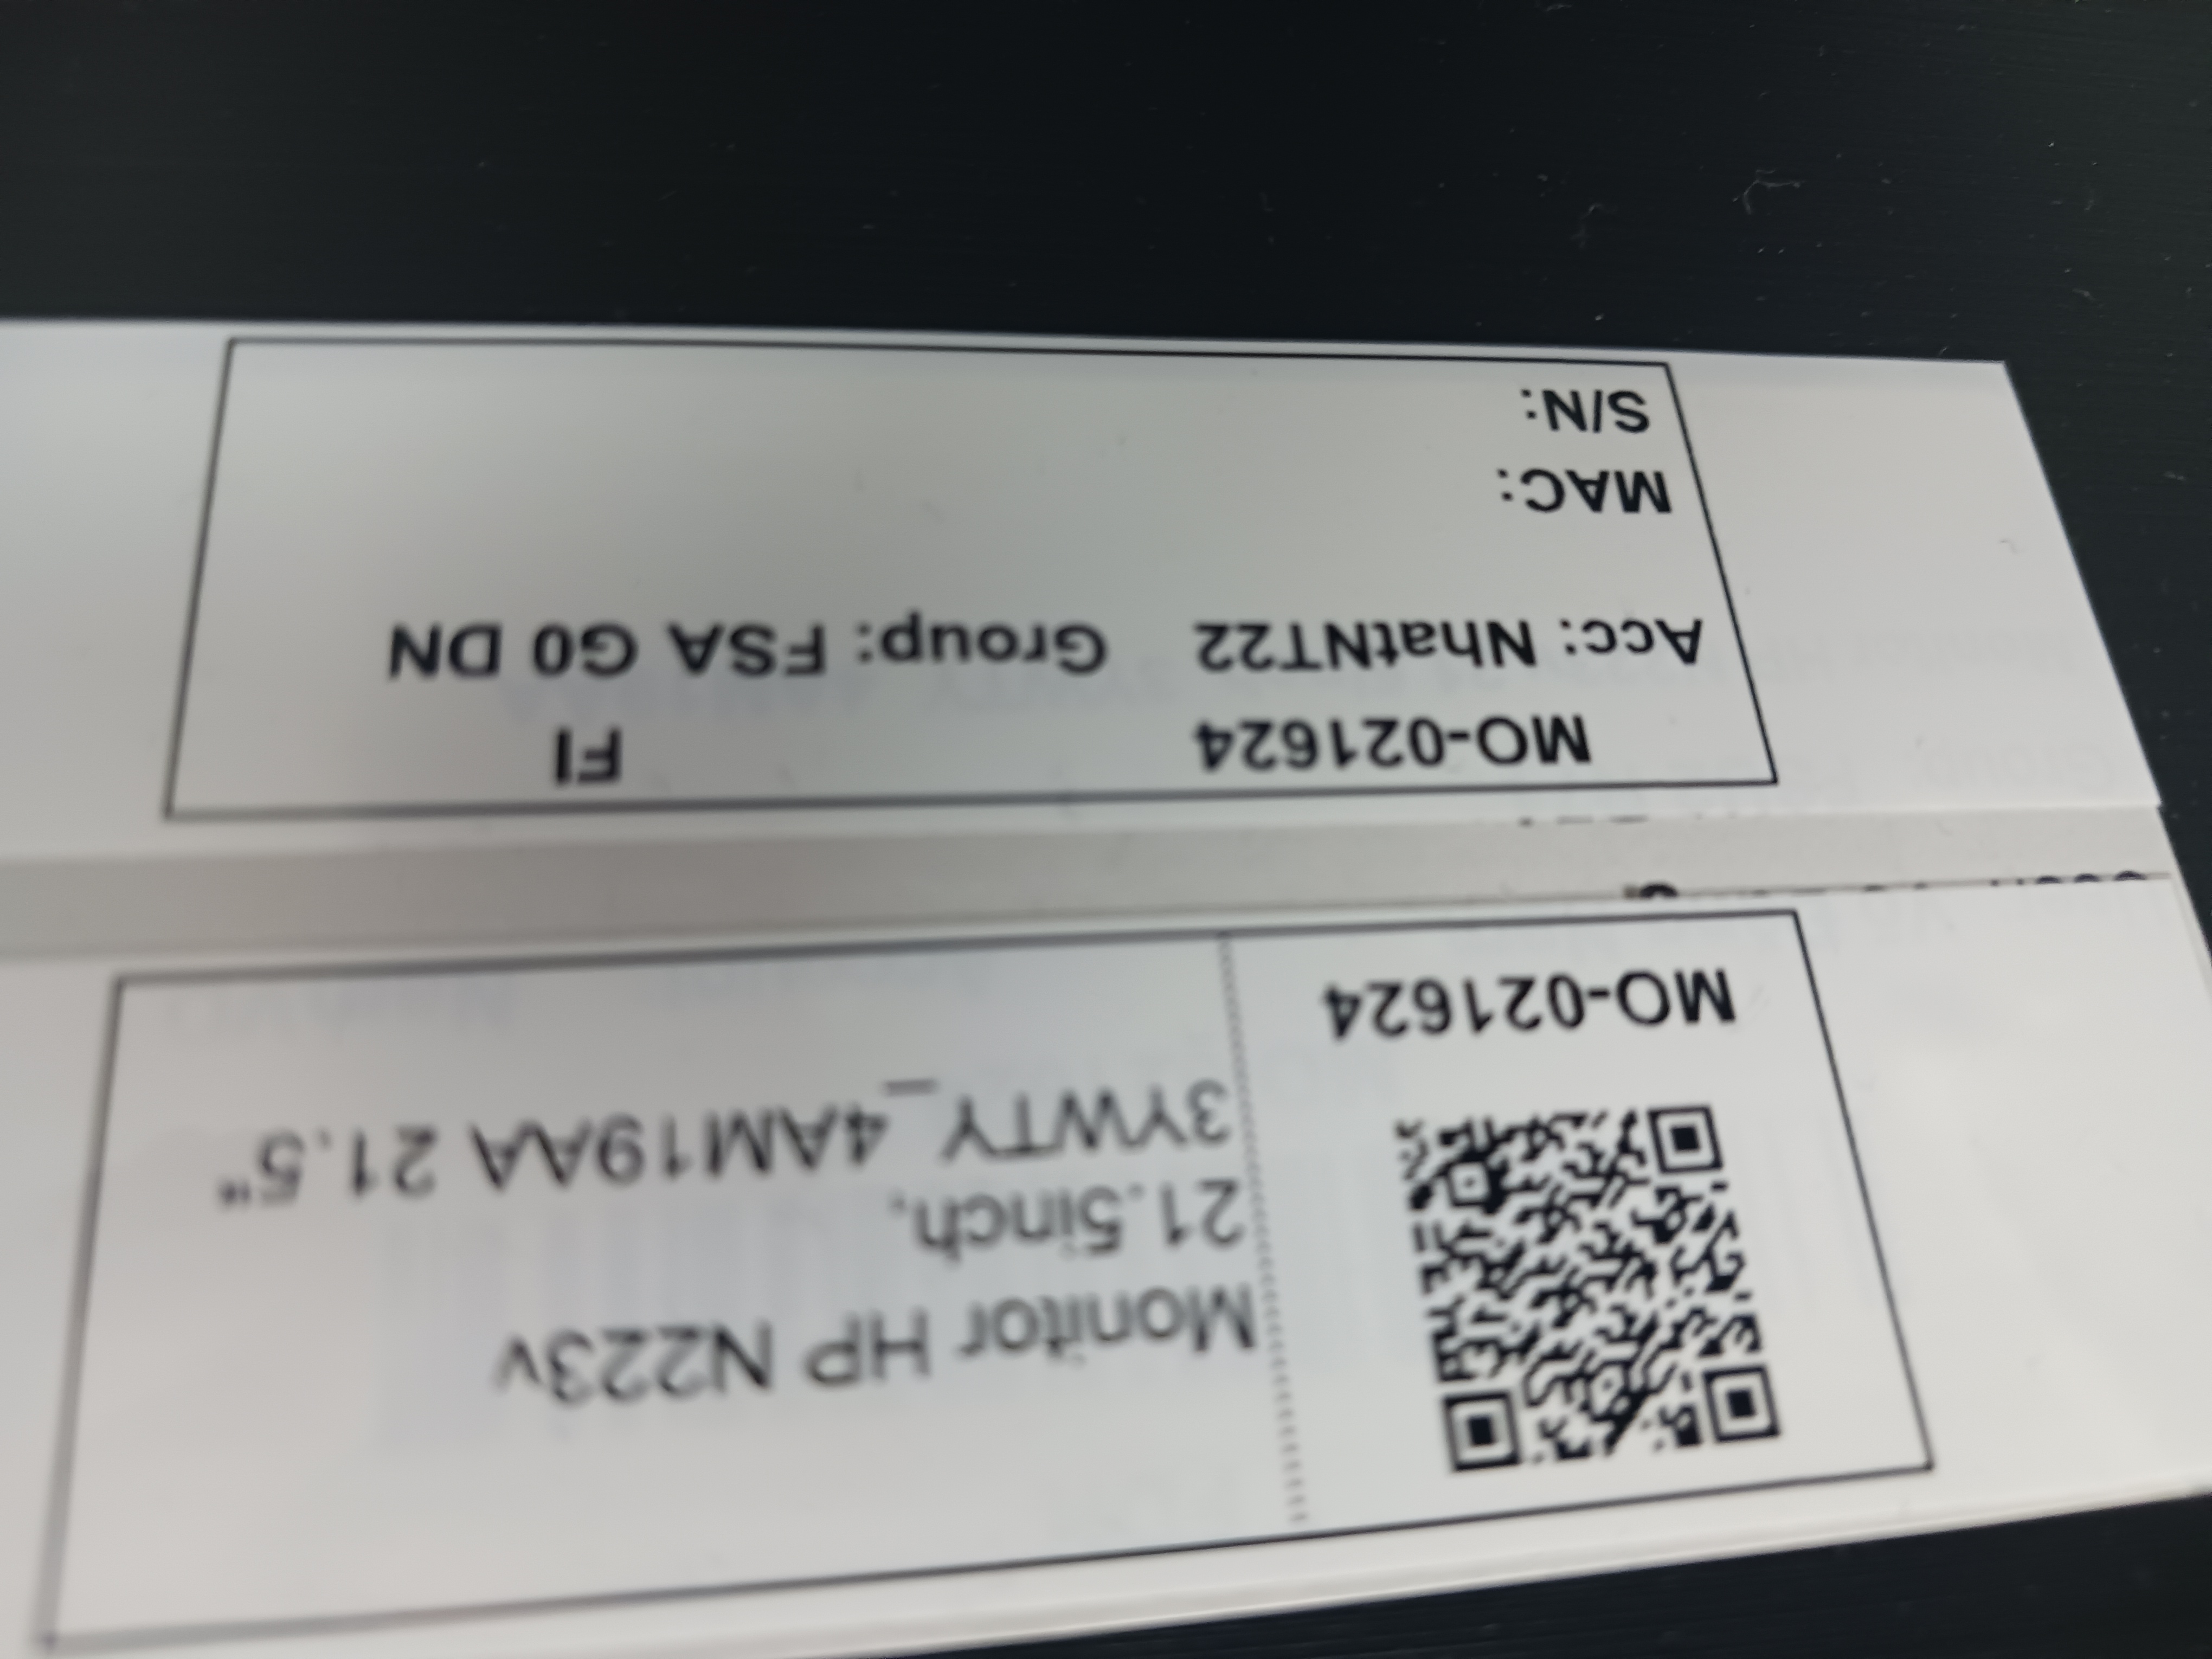 Monitor HP N223v
21.5inch,
3YWTY_4AM19AA 21.5"
MO-021624
MO-021624 FI
Acc: NhatNT22 Group: FSA G0 DN
MAC:
S/N: